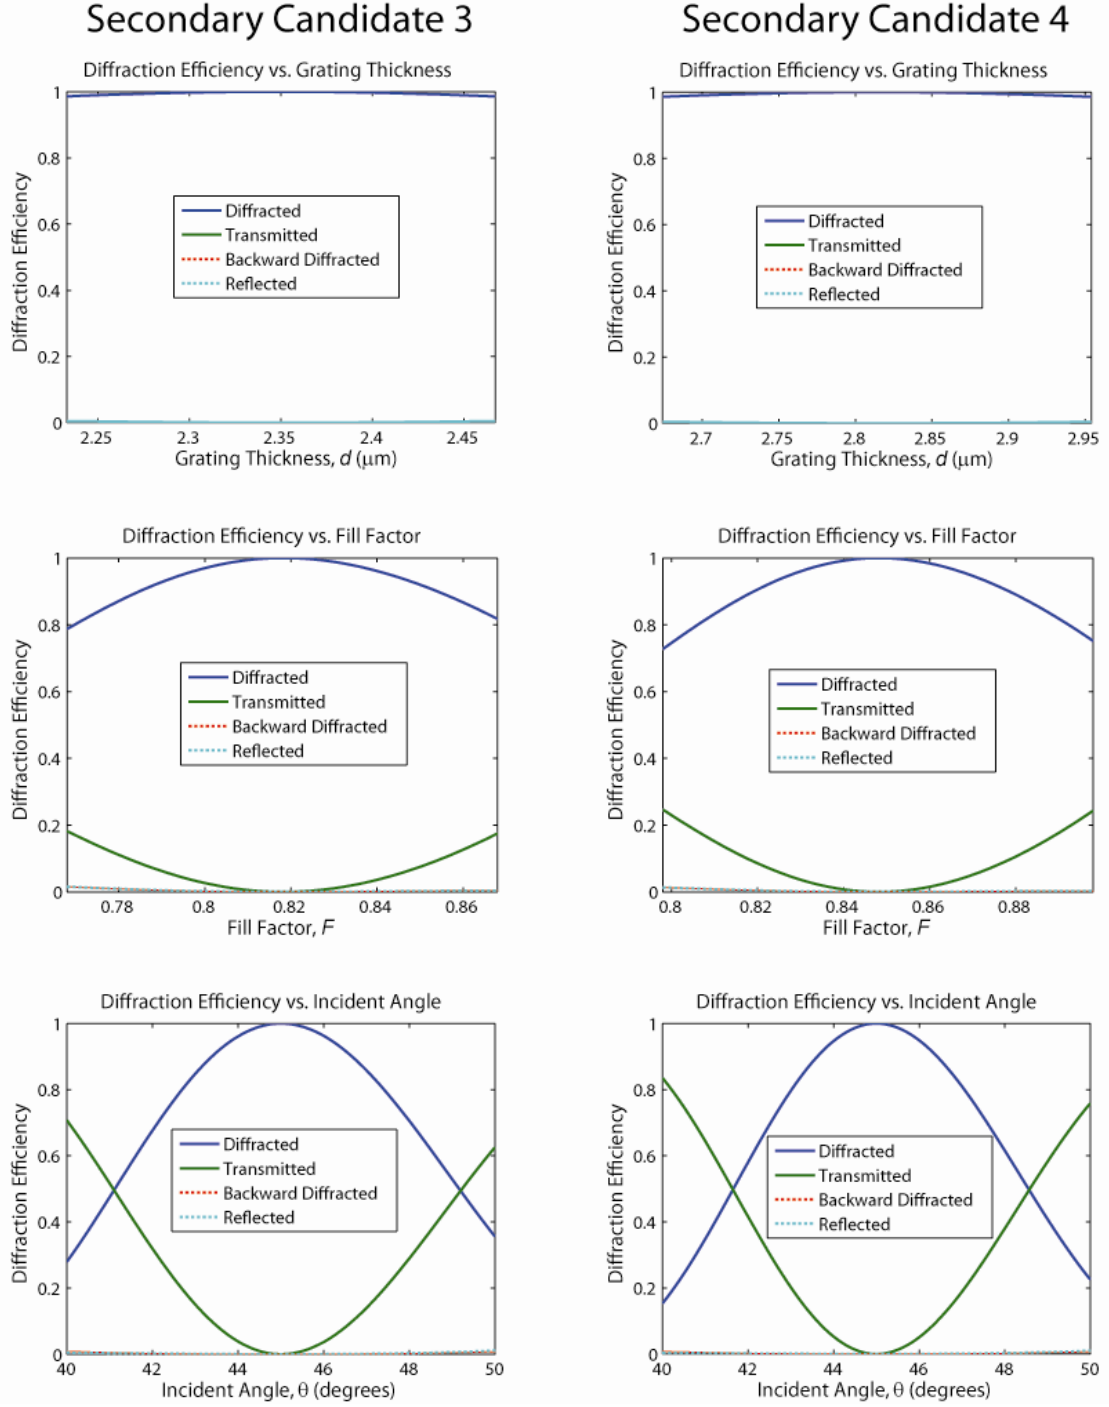 Secondary Candidate 3
Diffraction Efficiency vs. Grating Thickness
Diffraction Efficiency
1
0.8
0.6
0.4
0.2
0
Diffracted
Transmitted
Backward Diffracted
Reflected
2.25 2.3 2.35 2.4 2.45
Grating Thickness, d (μm)
Diffraction Efficiency vs. Fill Factor
Diffraction Efficiency
1
0.8
0.6
0.4
0.2
0
Diffracted
Transmitted
Backward Diffracted
Reflected
0.78 0.8 0.82 0.84 0.86
Fill Factor, F
Diffraction Efficiency vs. Incident Angle
Diffraction Efficiency
1
0.8
0.6
0.4
0.2
0
Diffracted
Transmitted
Backward Diffracted
Reflected
40 42 44 46 48 50
Incident Angle, θ (degrees)
Secondary Candidate 4
Diffraction Efficiency vs. Grating Thickness
Diffraction Efficiency
1
0.8
0.6
0.4
0.2
0
Diffracted
Transmitted
Backward Diffracted
Reflected
2.7 2.75 2.8 2.85 2.9 2.95
Grating Thickness, d (μm)
Diffraction Efficiency vs. Fill Factor
Diffraction Efficiency
1
0.8
0.6
0.4
0.2
0
Diffracted
Transmitted
Backward Diffracted
Reflected
0.8 0.82 0.84 0.86 0.88
Fill Factor, F
Diffraction Efficiency vs. Incident Angle
Diffraction Efficiency
1
0.8
0.6
0.4
0.2
0
Diffracted
Transmitted
Backward Diffracted
Reflected
40 42 44 46 48 50
Incident Angle, θ (degrees)